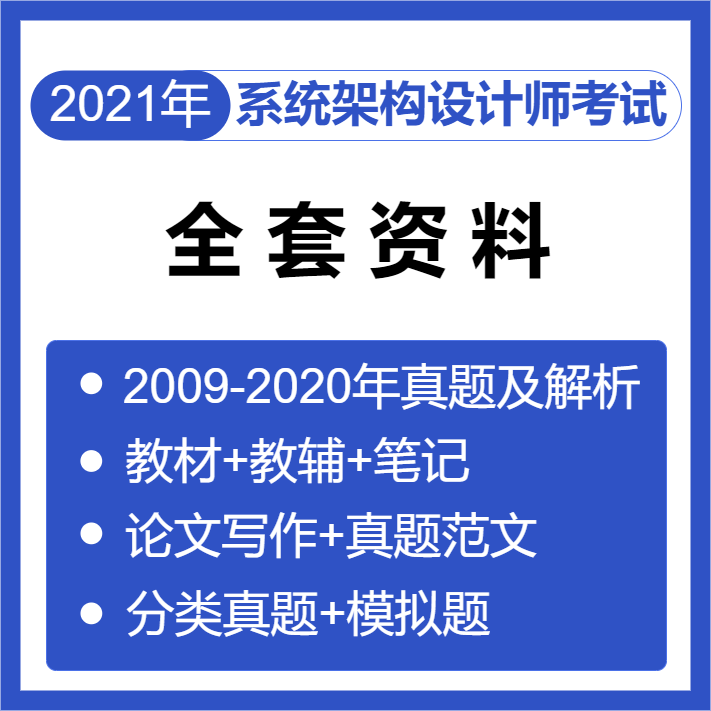 2021年 系统架构设计师考试
全套资料
2009-2020年真题及解析
教材+教辅+笔记
论文写作+真题范文
分类真题+模拟题